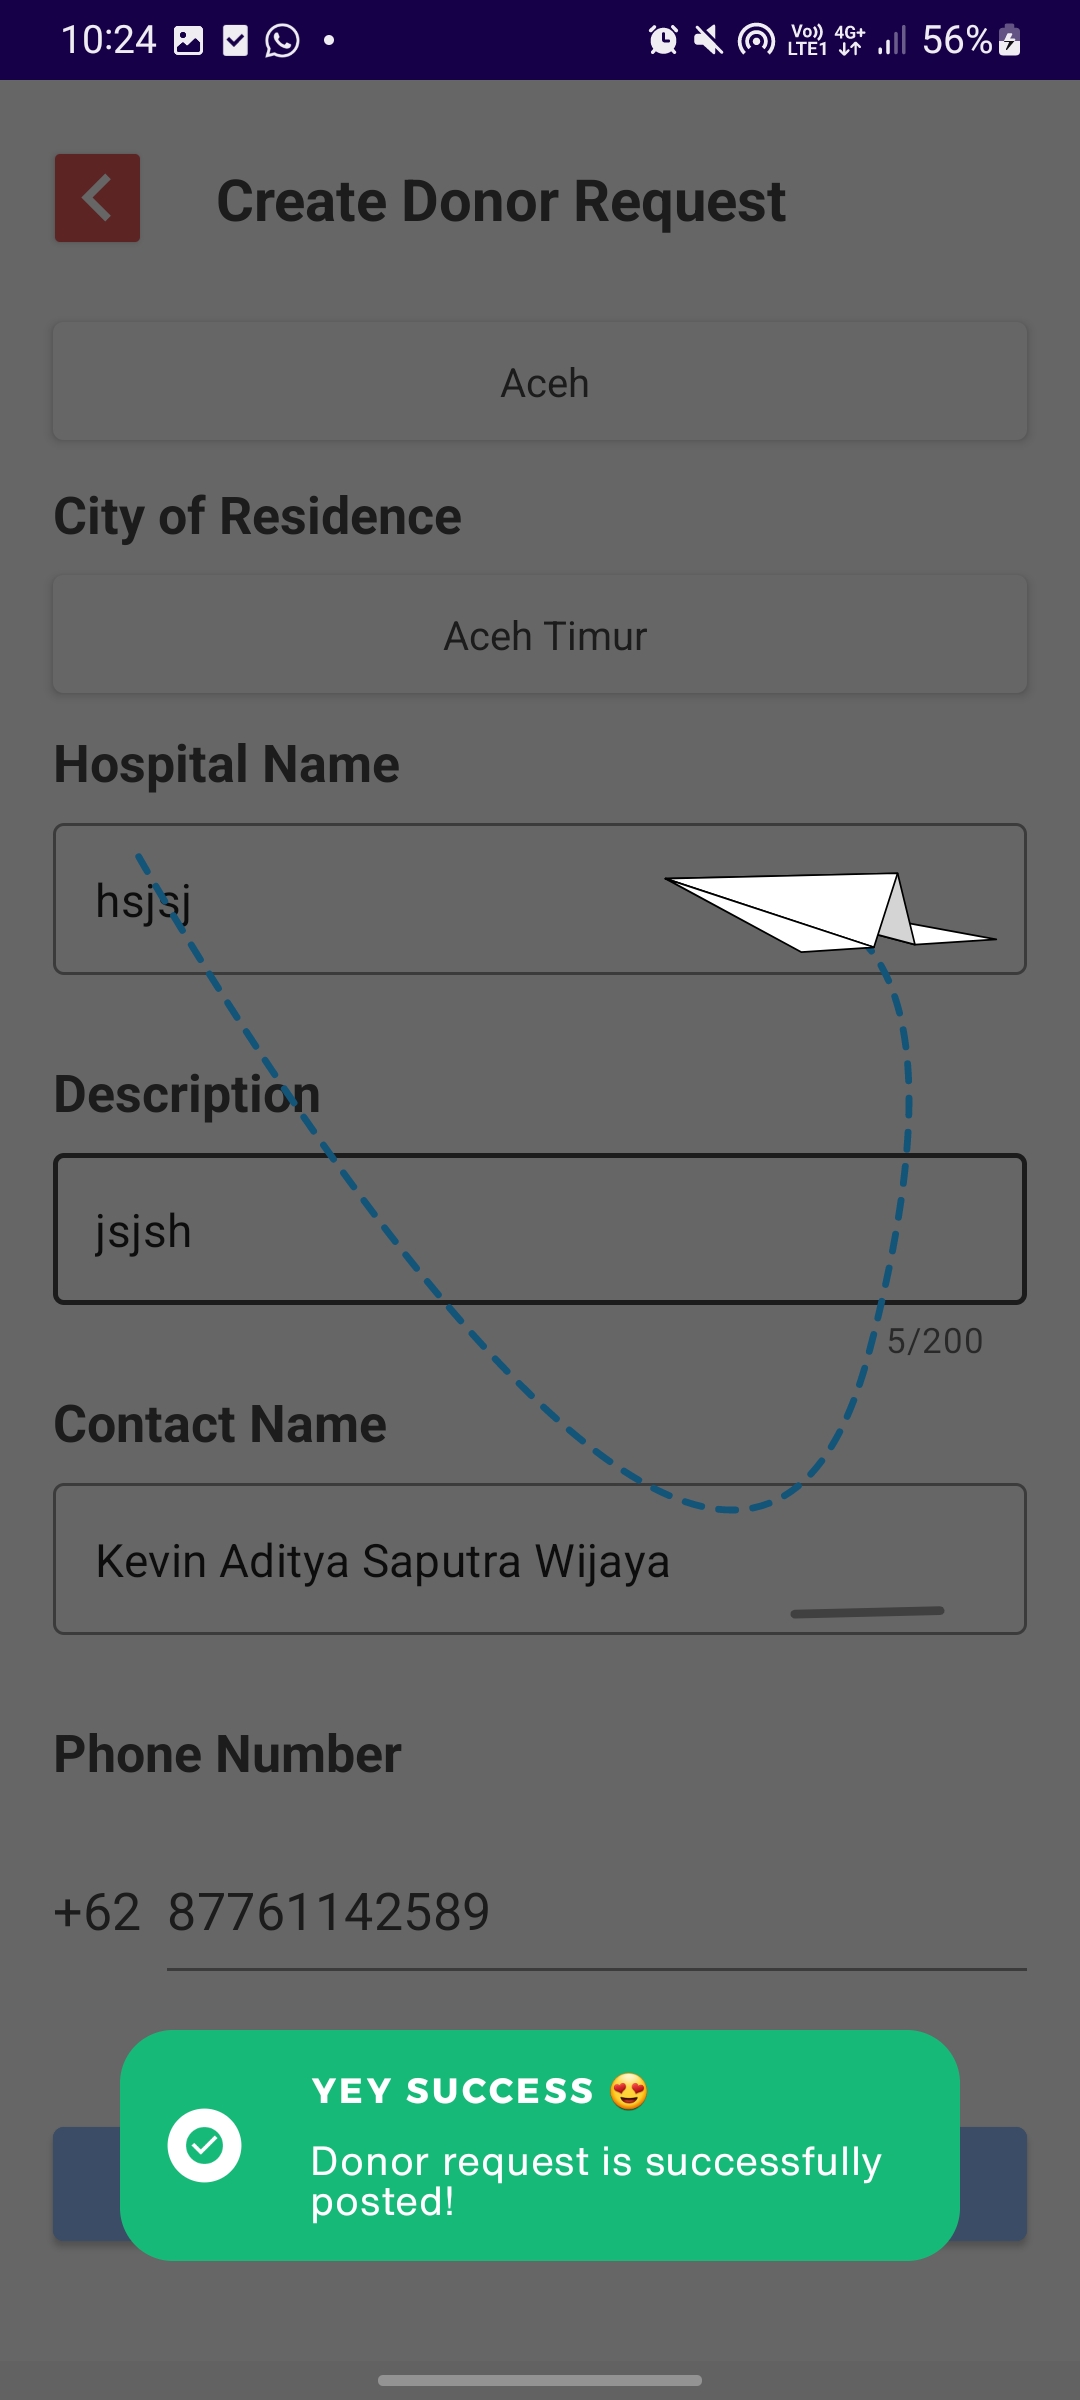 10:24
Vo)) LTE1 4G+ 56%
Create Donor Request
Aceh
City of Residence
Aceh Timur
Hospital Name
hsjsj
Description
jsjsh
5/200
Contact Name
Kevin Aditya Saputra Wijaya
Phone Number
+62 87761142589
YEY SUCCESS 😍
Donor request is successfully
posted!